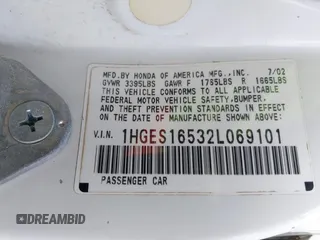 MFD. BY HONDA OF AMERICA MFG., INC. 7/02
GVWR 3395LBS GAWR F 1765LBS R 1665LBS
THIS VEHICLE CONFORMS TO ALL APPLICABLE
FEDERAL MOTOR VEHICLE SAFETY, BUMPER,
AND THEFT PREVENTION STANDARDS IN EFFECT
ON THE DATE OF MANUFACTURE SHOWN ABOVE.
V.I.N. 1HGES16532L069101
PASSENGER CAR
DREAMBID